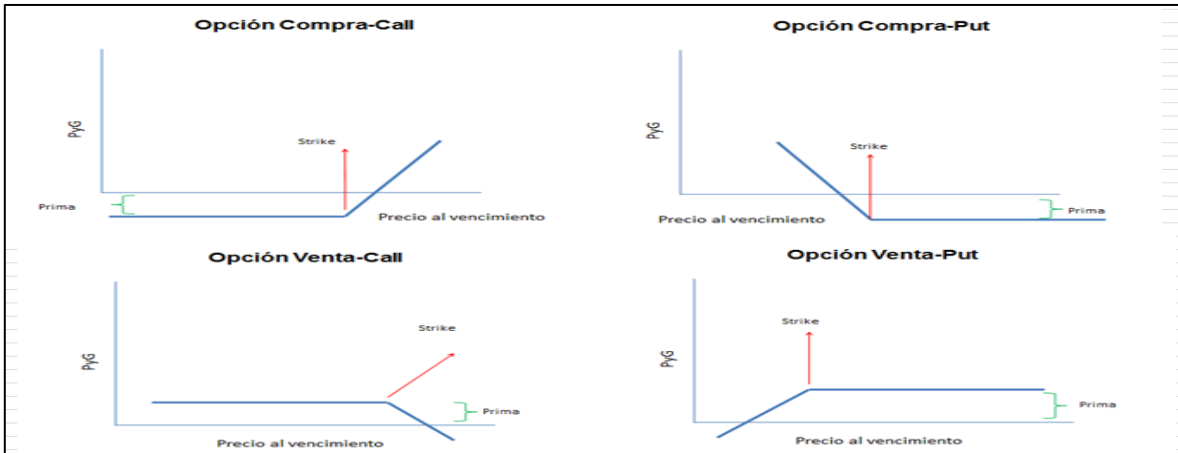 Opción Compra-Call
PyG
Strike
Prima
Precio al vencimiento
Opción Compra-Put
PyG
Strike
Prima
Precio al vencimiento
Opción Venta-Call
PyG
Strike
Prima
Precio al vencimiento
Opción Venta-Put
PyG
Strike
Prima
Precio al vencimiento